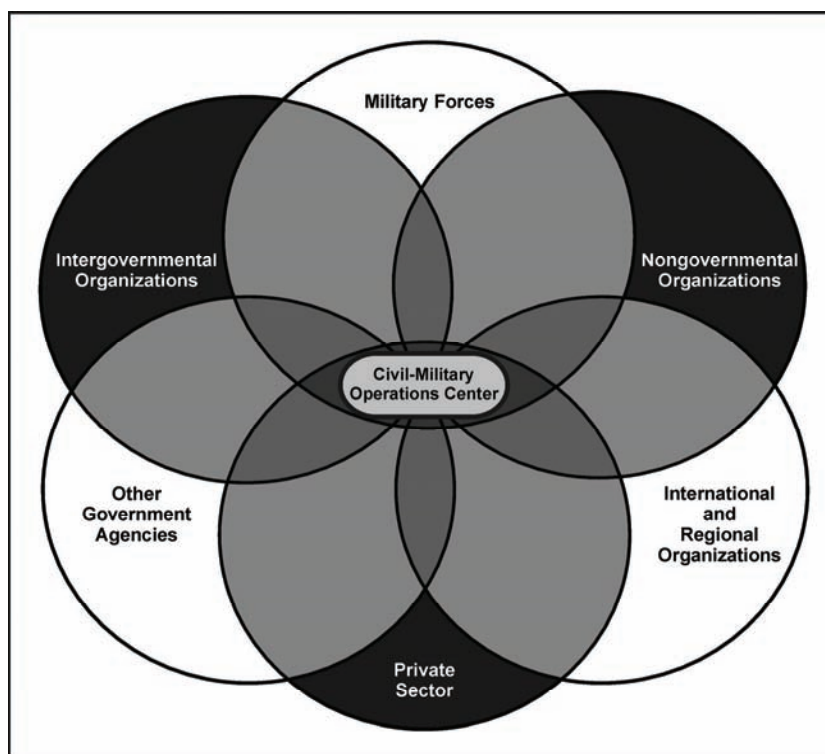 Military Forces
Intergovernmental
Organizations
Nongovernmental
Organizations
Civil-Military
Operations Center
Other
Government
Agencies
International
and
Regional
Organizations
Private
Sector